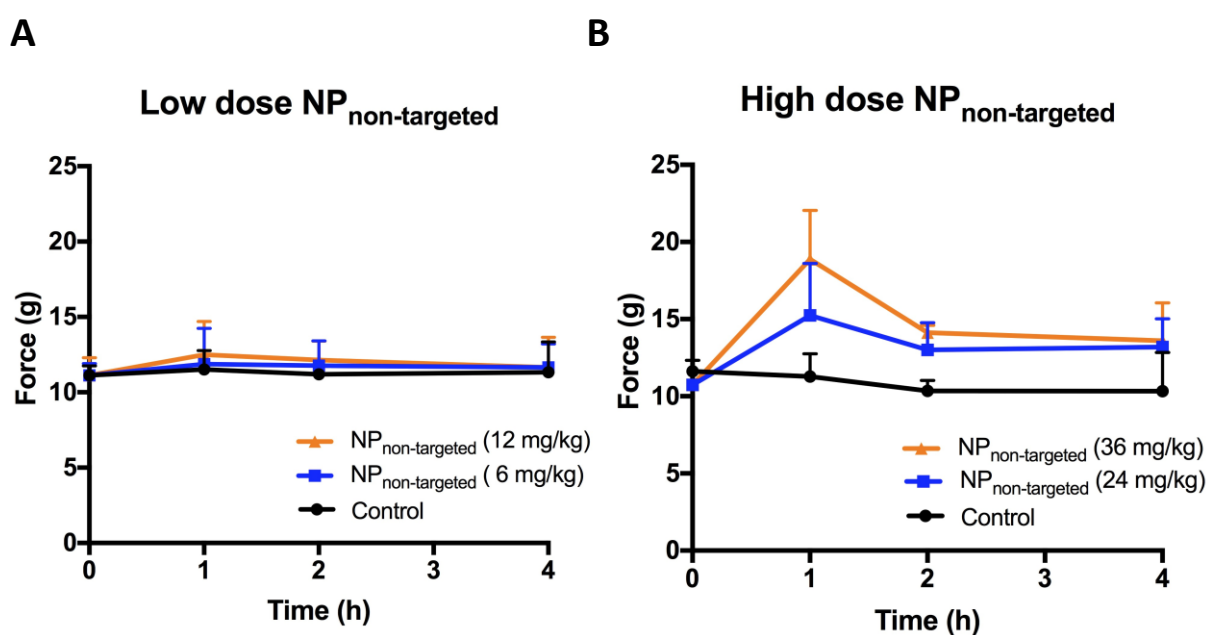 A
Low dose NPnon-targeted
25
20
15
10
5
0
Force (g)
NPnon-targeted (12 mg/kg)
NPnon-targeted ( 6 mg/kg)
Control
0 1 2 3 4
Time (h)
B
High dose NPnon-targeted
25
20
15
10
5
0
Force (g)
NPnon-targeted (36 mg/kg)
NPnon-targeted (24 mg/kg)
Control
0 1 2 3 4
Time (h)